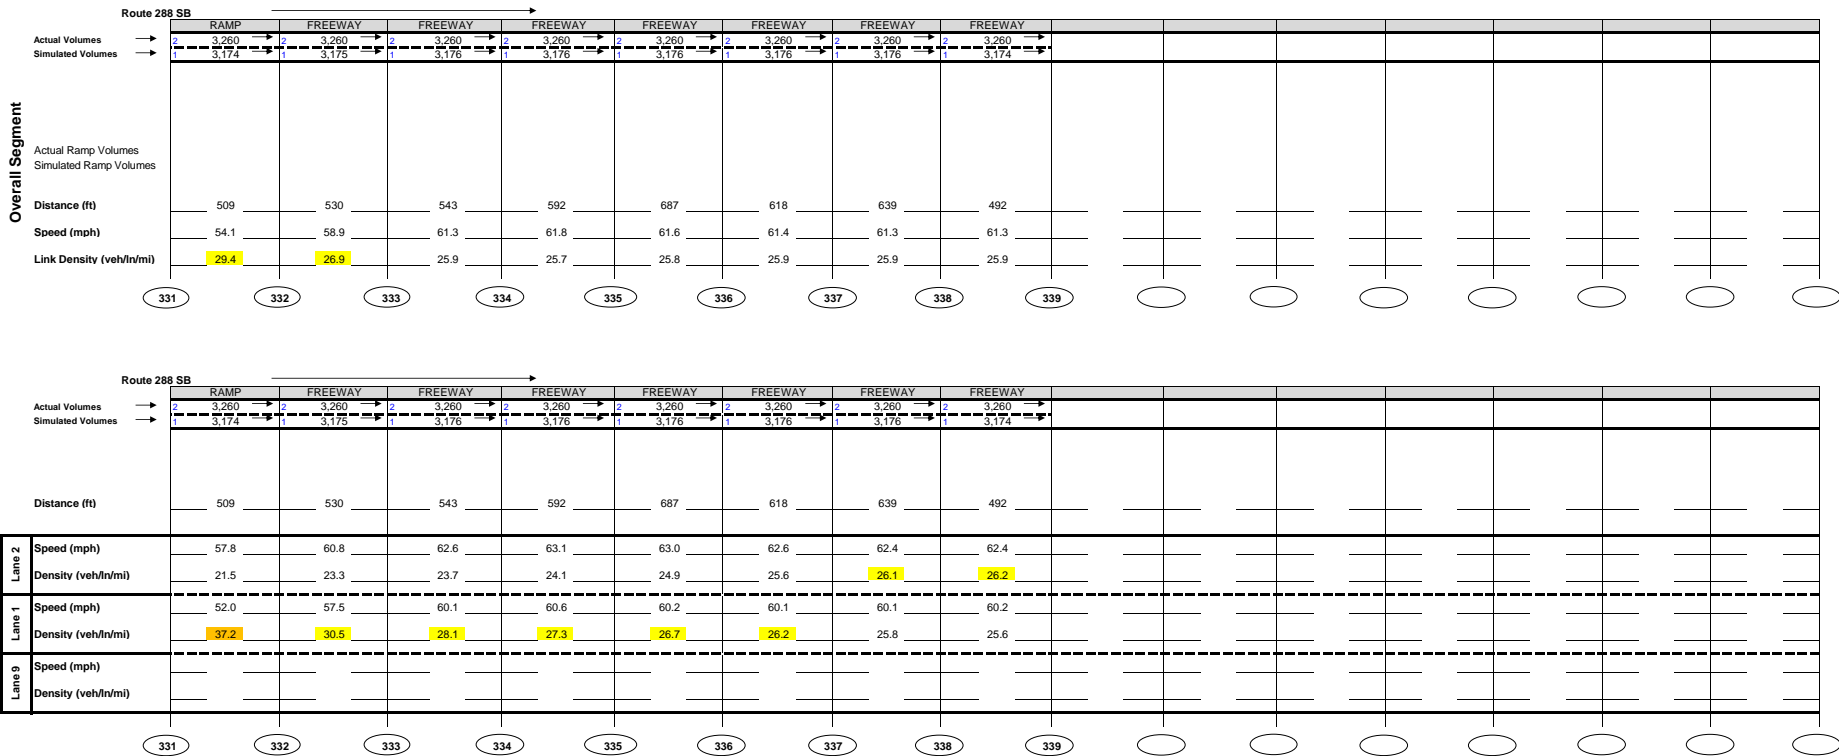 Route 288 SB
RAMP FREEWAY FREEWAY FREEWAY FREEWAY FREEWAY FREEWAY FREEWAY
Actual Volumes 2 3,260 2 3,260 2 3,260 2 3,260 2 3,260 2 3,260 2 3,260 2 3,260
Simulated Volumes 1 3,174 1 3,175 1 3,176 1 3,176 1 3,176 1 3,176 1 3,176 1 3,174
Overall Segment
Actual Ramp Volumes
Simulated Ramp Volumes
Distance (ft) 509 530 543 592 687 618 639 492
Speed (mph) 54.1 58.9 61.3 61.8 61.6 61.4 61.3 61.3
Link Density (veh/ln/mi) 29.4 26.9 25.9 25.7 25.8 25.9 25.9 25.9
331 332 333 334 335 336 337 338 339
Route 288 SB
RAMP FREEWAY FREEWAY FREEWAY FREEWAY FREEWAY FREEWAY FREEWAY
Actual Volumes 2 3,260 2 3,260 2 3,260 2 3,260 2 3,260 2 3,260 2 3,260 2 3,260
Simulated Volumes 1 3,174 1 3,175 1 3,176 1 3,176 1 3,176 1 3,176 1 3,176 1 3,174
Distance (ft) 509 530 543 592 687 618 639 492
Lane 2
Speed (mph) 57.8 60.8 62.6 63.1 63.0 62.6 62.4 62.4
Density (veh/ln/mi) 21.5 23.3 23.7 24.1 24.9 25.6 26.1 26.2
Lane 1
Speed (mph) 52.0 57.5 60.1 60.6 60.2 60.1 60.1 60.2
Density (veh/ln/mi) 37.2 30.5 28.1 27.3 26.7 26.2 25.8 25.6
Lane 9
Speed (mph)
Density (veh/ln/mi)
331 332 333 334 335 336 337 338 339